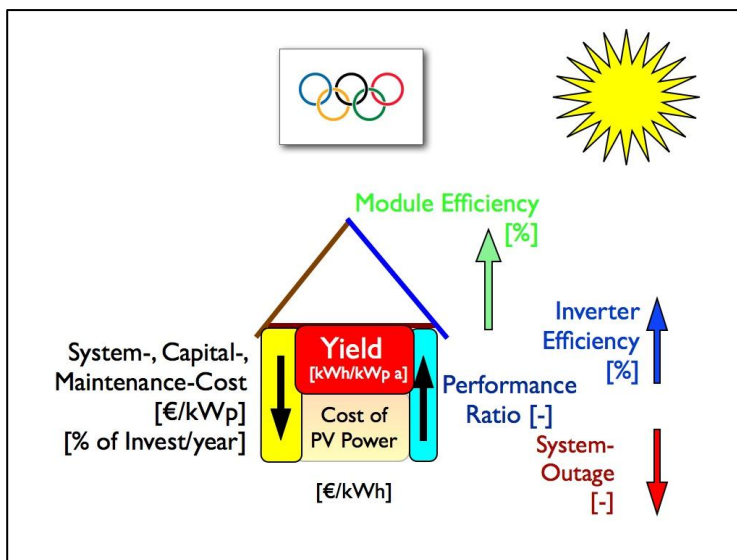 Module Efficiency
[%]
Inverter
Efficiency
[%]
System-, Capital-,
Maintenance-Cost
[€/kWp]
[% of Invest/year]
Yield
[kWh/kWp a]
Cost of
PV Power
[€/kWh]
Performance
Ratio [-]
System-
Outage
[-]